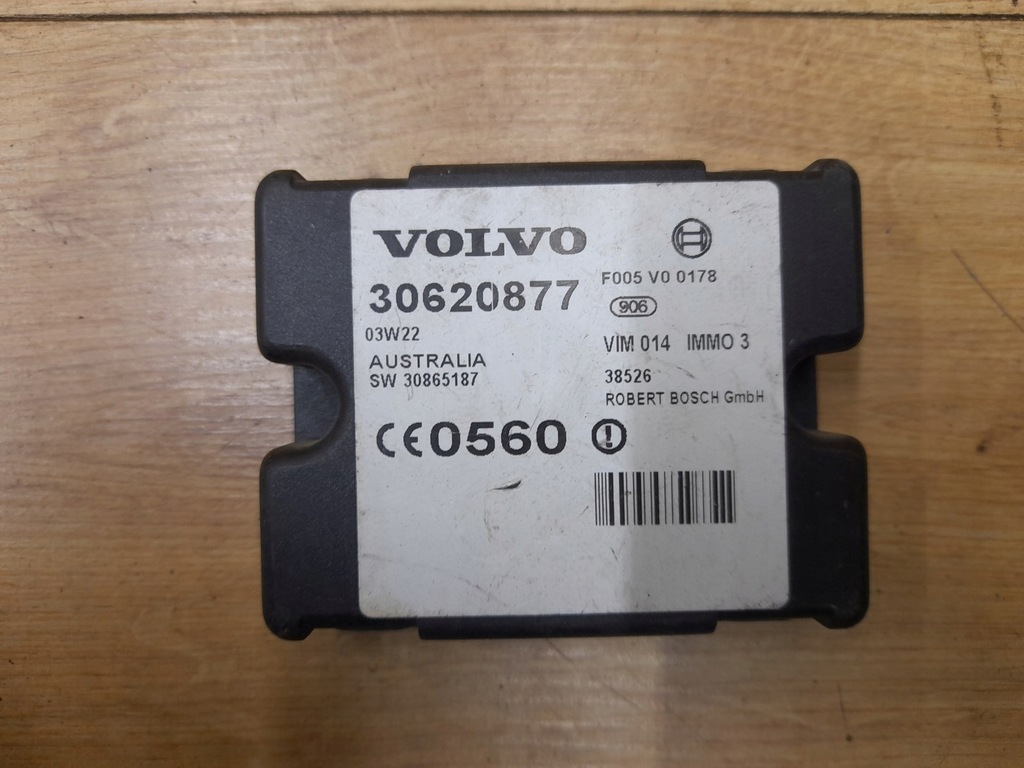 VOLVO
30620877
03W22
AUSTRALIA
SW 30865187
CE0560
F005 V0 0178
906
VIM 014 IMMO 3
38526
ROBERT BOSCH GmbH